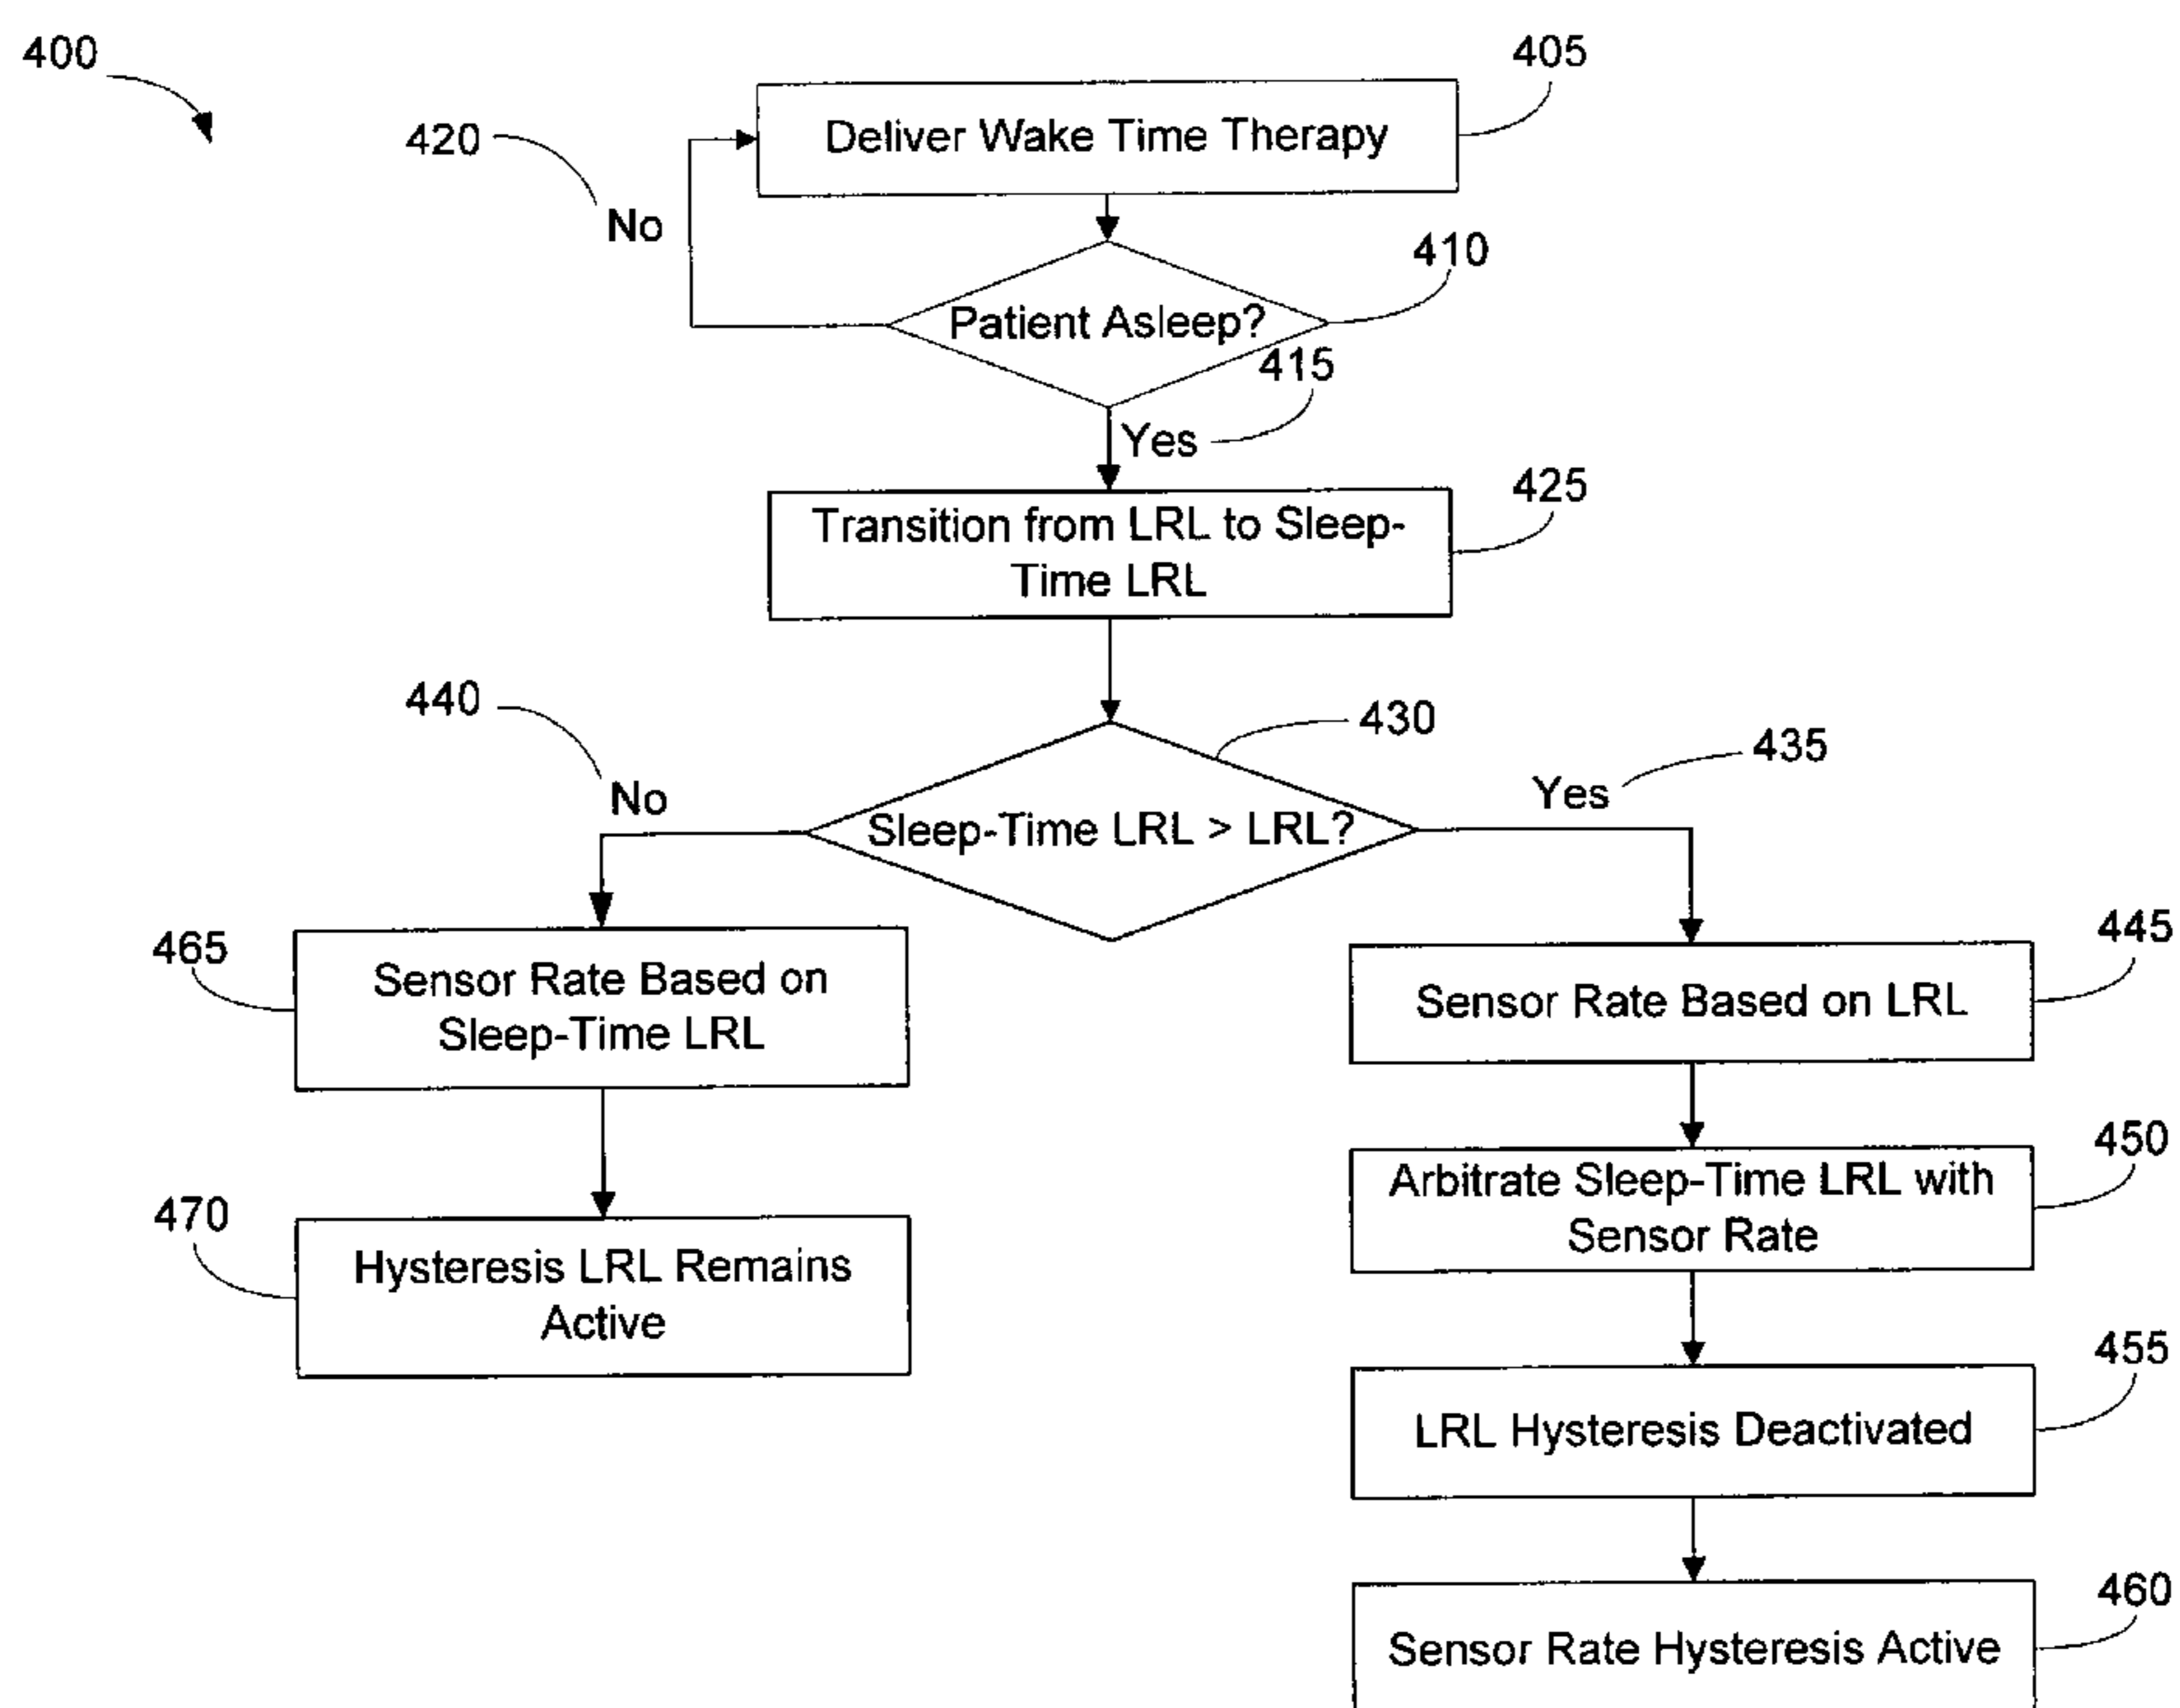 400
405
Deliver Wake Time Therapy
420
No
410
Patient Asleep?
415
Yes
425
Transition from LRL to Sleep-
Time LRL
440
No
430
435
Yes
Sleep-Time LRL > LRL?
465
Sensor Rate Based on
Sleep-Time LRL
445
Sensor Rate Based on LRL
470
Hysteresis LRL Remains
Active
450
Arbitrate Sleep-Time LRL with
Sensor Rate
455
LRL Hysteresis Deactivated
460
Sensor Rate Hysteresis Active